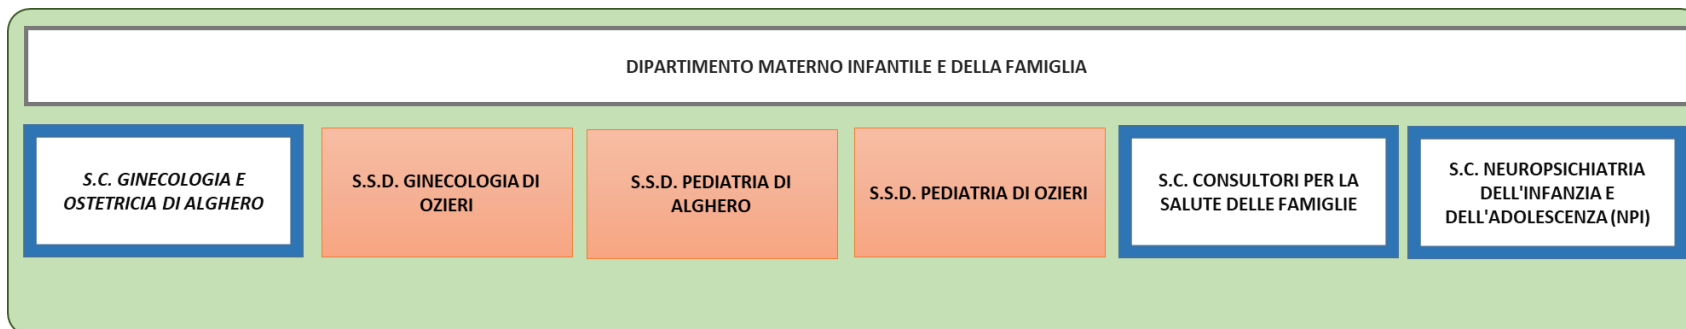 DIPARTIMENTO MATERNO INFANTILE E DELLA FAMIGLIA
S.C. GINECOLOGIA E
OSTETRICIA DI ALGHERO
S.S.D. GINECOLOGIA DI
OZIERI
S.S.D. PEDIATRIA DI
ALGHERO
S.S.D. PEDIATRIA DI OZIERI
S.C. CONSULTORI PER LA
SALUTE DELLE FAMIGLIE
S.C. NEUROPSICHIATRIA
DELL'INFANZIA E
DELL'ADOLESCENZA (NPI)